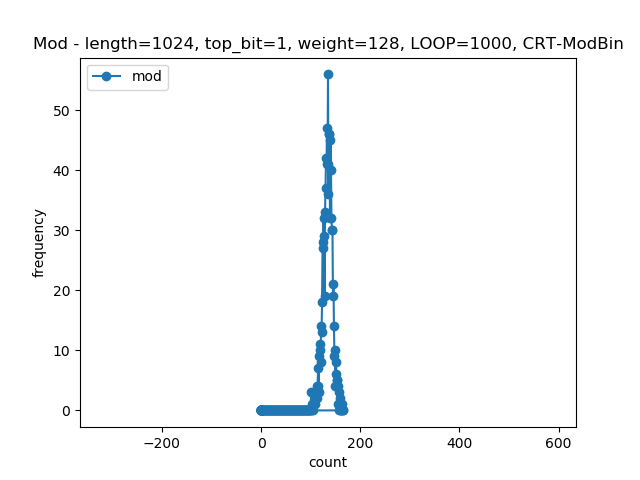 Mod - length=1024, top_bit=1, weight=128, LOOP=1000, CRT-ModBin
mod
50
40
30
20
10
0
frequency
−200
0
200
400
600
count